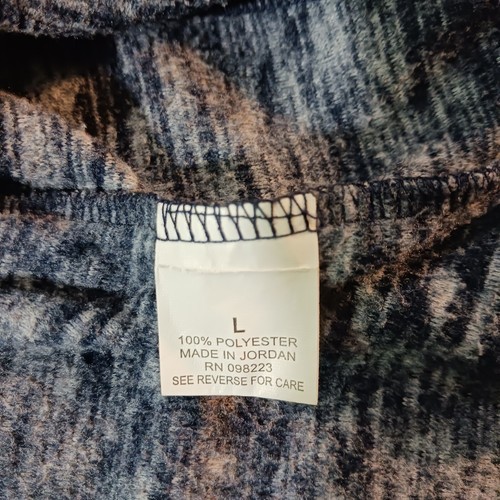 L
100% POLYESTER
MADE IN JORDAN
RN 098223
SEE REVERSE FOR CARE